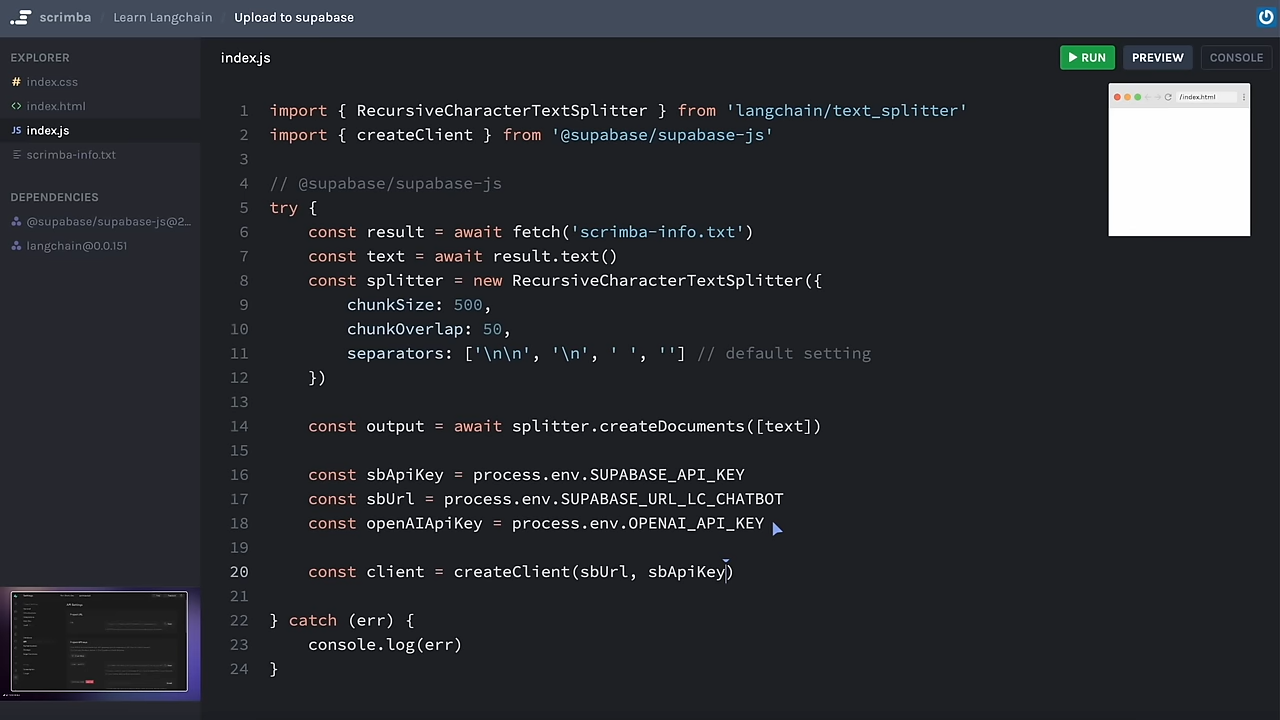 scrimba / Learn Langchain / Upload to supabase
EXPLORER
# index.css
<> index.html
JS index.js
scrimba-info.txt
DEPENDENCIES
@supabase/supabase-js@2...
langchain@0.0.151
index.js
RUN PREVIEW CONSOLE
/index.html
1 import { RecursiveCharacterTextSplitter } from 'langchain/text_splitter'
2 import { createClient } from '@supabase/supabase-js'
3
4 // @supabase/supabase-js
5 try {
6 const result = await fetch('scrimba-info.txt')
7 const text = await result.text()
8 const splitter = new RecursiveCharacterTextSplitter({
9 chunkSize: 500,
10 chunkOverlap: 50,
11 separators: ['\n\n', '\n', ' ', ''] // default setting
12 })
13
14 const output = await splitter.createDocuments([text])
15
16 const sbApiKey = process.env.SUPABASE_API_KEY
17 const sbUrl = process.env.SUPABASE_URL_LC_CHATBOT
18 const openAIApiKey = process.env.OPENAI_API_KEY
19
20 const client = createClient(sbUrl, sbApiKey)
21
22 } catch (err) {
23 console.log(err)
24 }